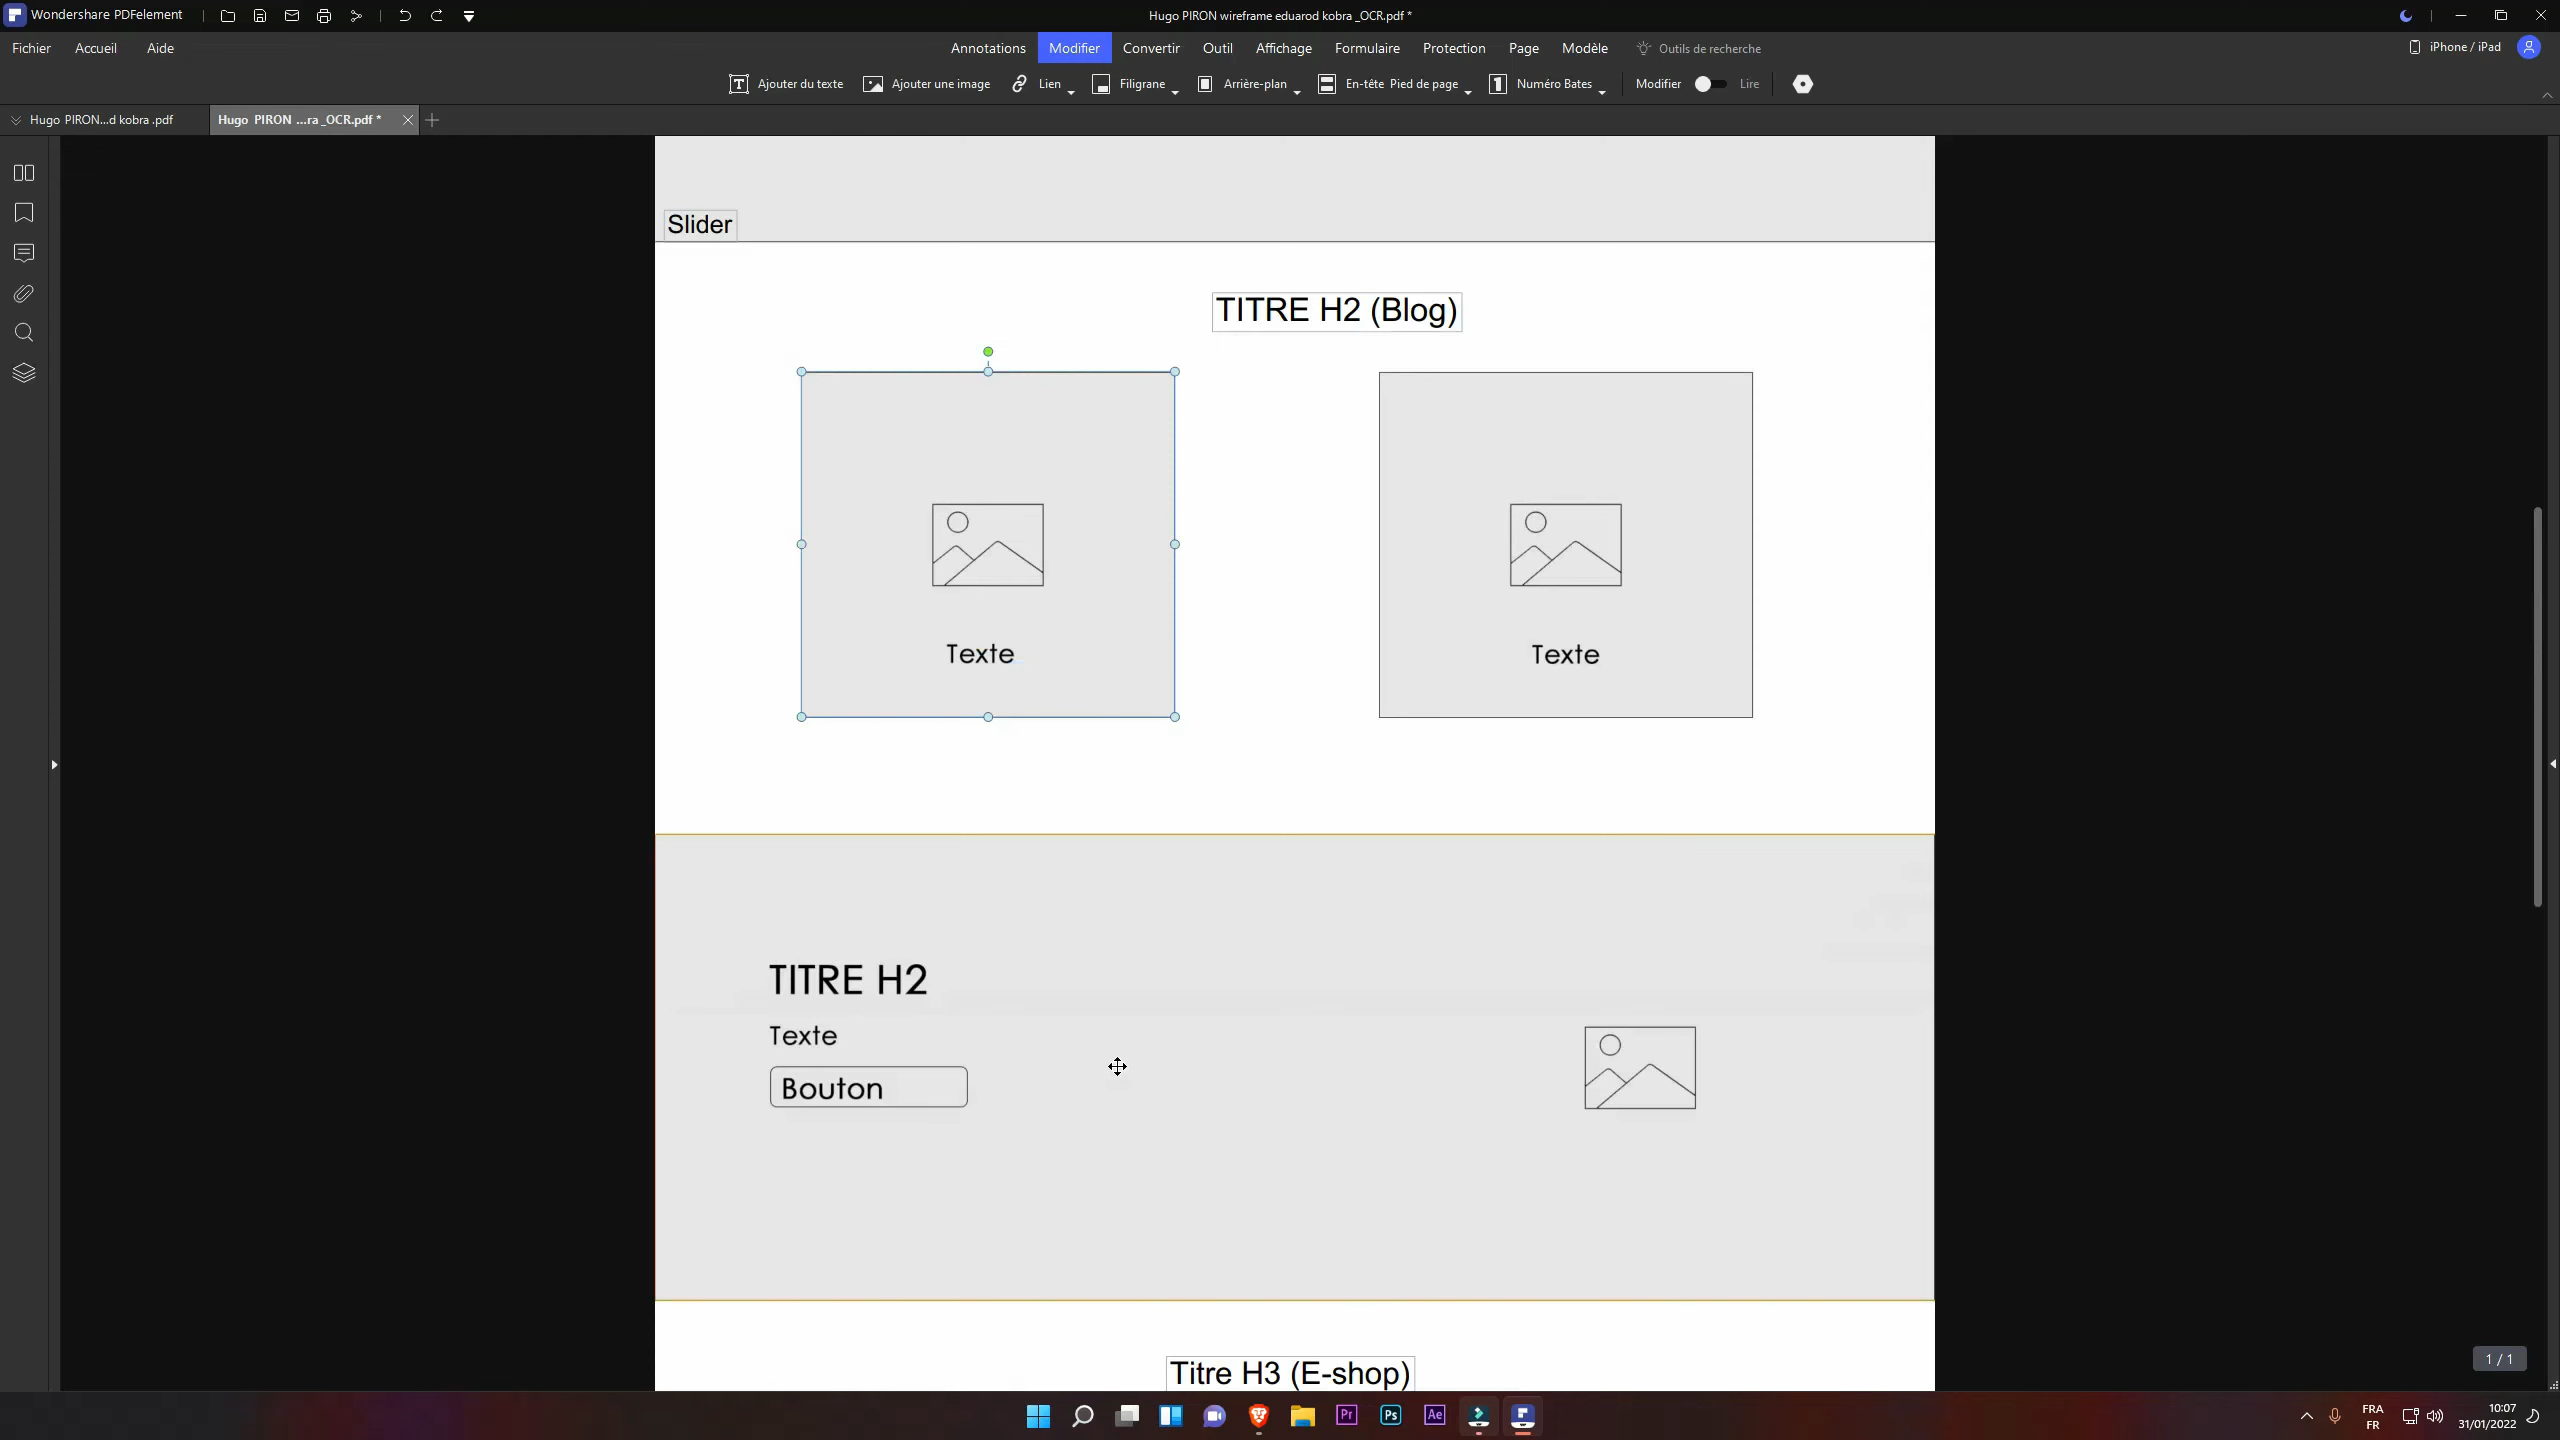 Wondershare PDFelement
Hugo PIRON wireframe eduarod kobra _OCR.pdf *
Fichier Accueil Aide
Annotations Modifier Convertir Outil Affichage Formulaire Protection Page Modèle Outils de recherche
iPhone / iPad
Ajouter du texte Ajouter une image Lien Filigrane Arrière-plan En-tête Pied de page Numéro Bates Modifier Lire
Hugo PIRON...d kobra .pdf
Hugo PIRON ...ra _OCR.pdf *
Slider
TITRE H2 (Blog)
Texte
Texte
TITRE H2
Texte
Bouton
Titre H3 (E-shop)
1 / 1
Pr Ps Ae
FRA
FR
10:07
31/01/2022